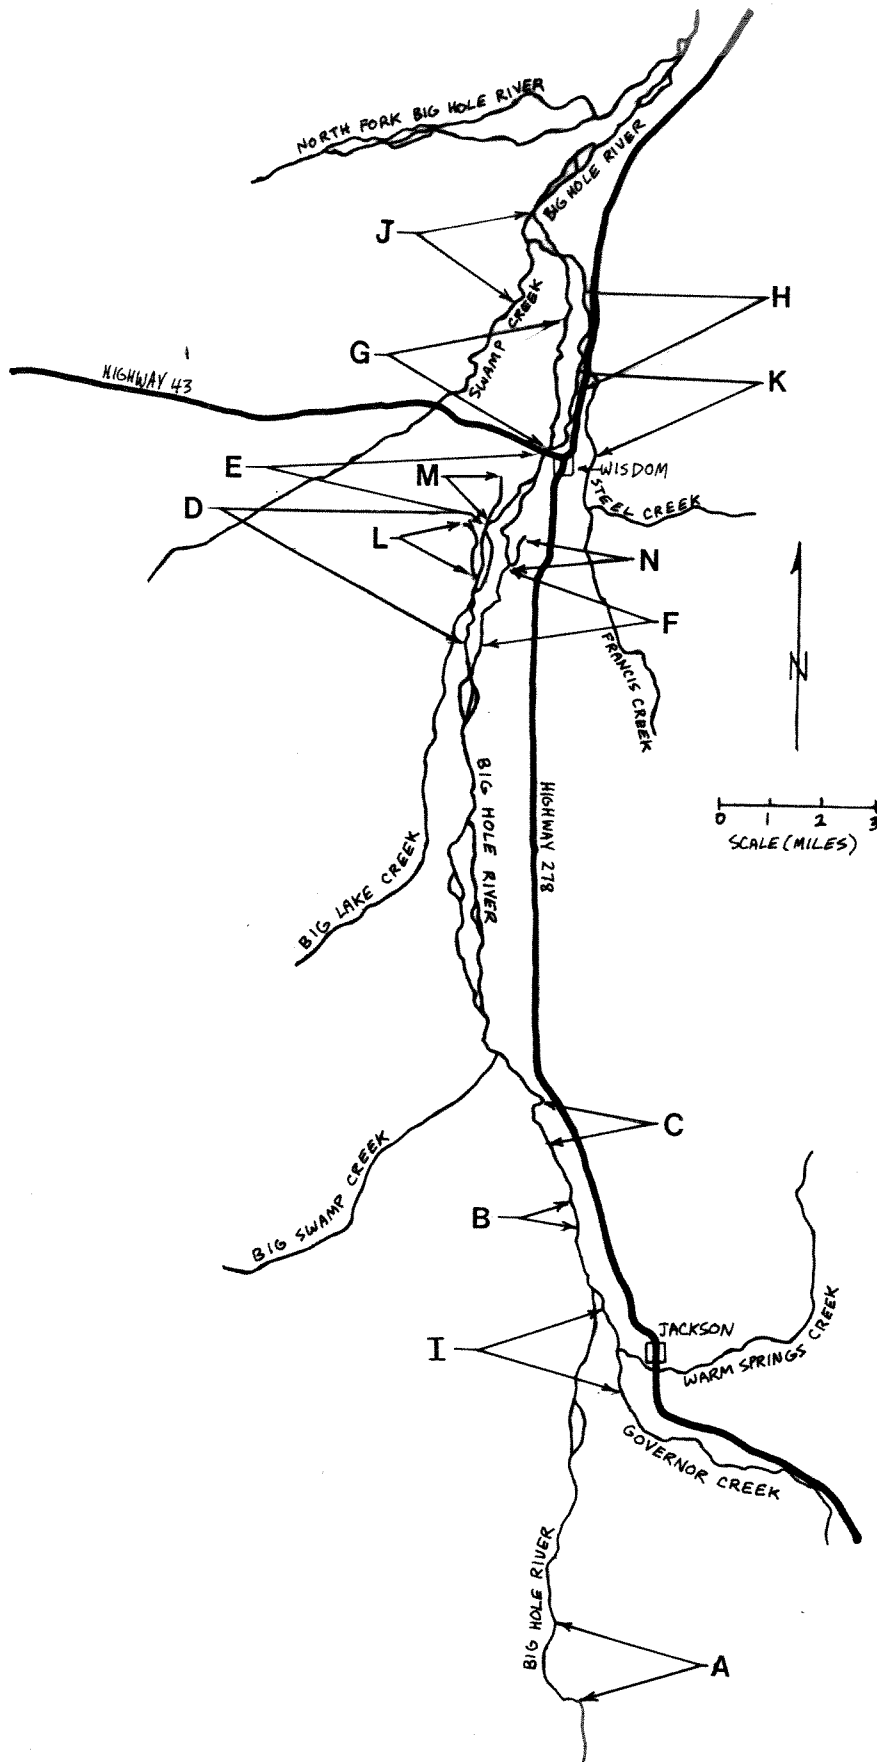 NORTH FORK BIG HOLE RIVER
BIG HOLE RIVER
J
H
SWAMP CREEK
G
HIGHWAY 43
K
E
M
WISDOM
D
STEEL CREEK
L
N
F
FRANCIS CREEK
N
BIG HOLE RIVER
HIGHWAY 278
0 1 2 3
SCALE (MILES)
BIG LAKE CREEK
C
BIG SWAMP CREEK
B
I
JACKSON
WARM SPRINGS CREEK
GOVERNOR CREEK
BIG HOLE RIVER
A